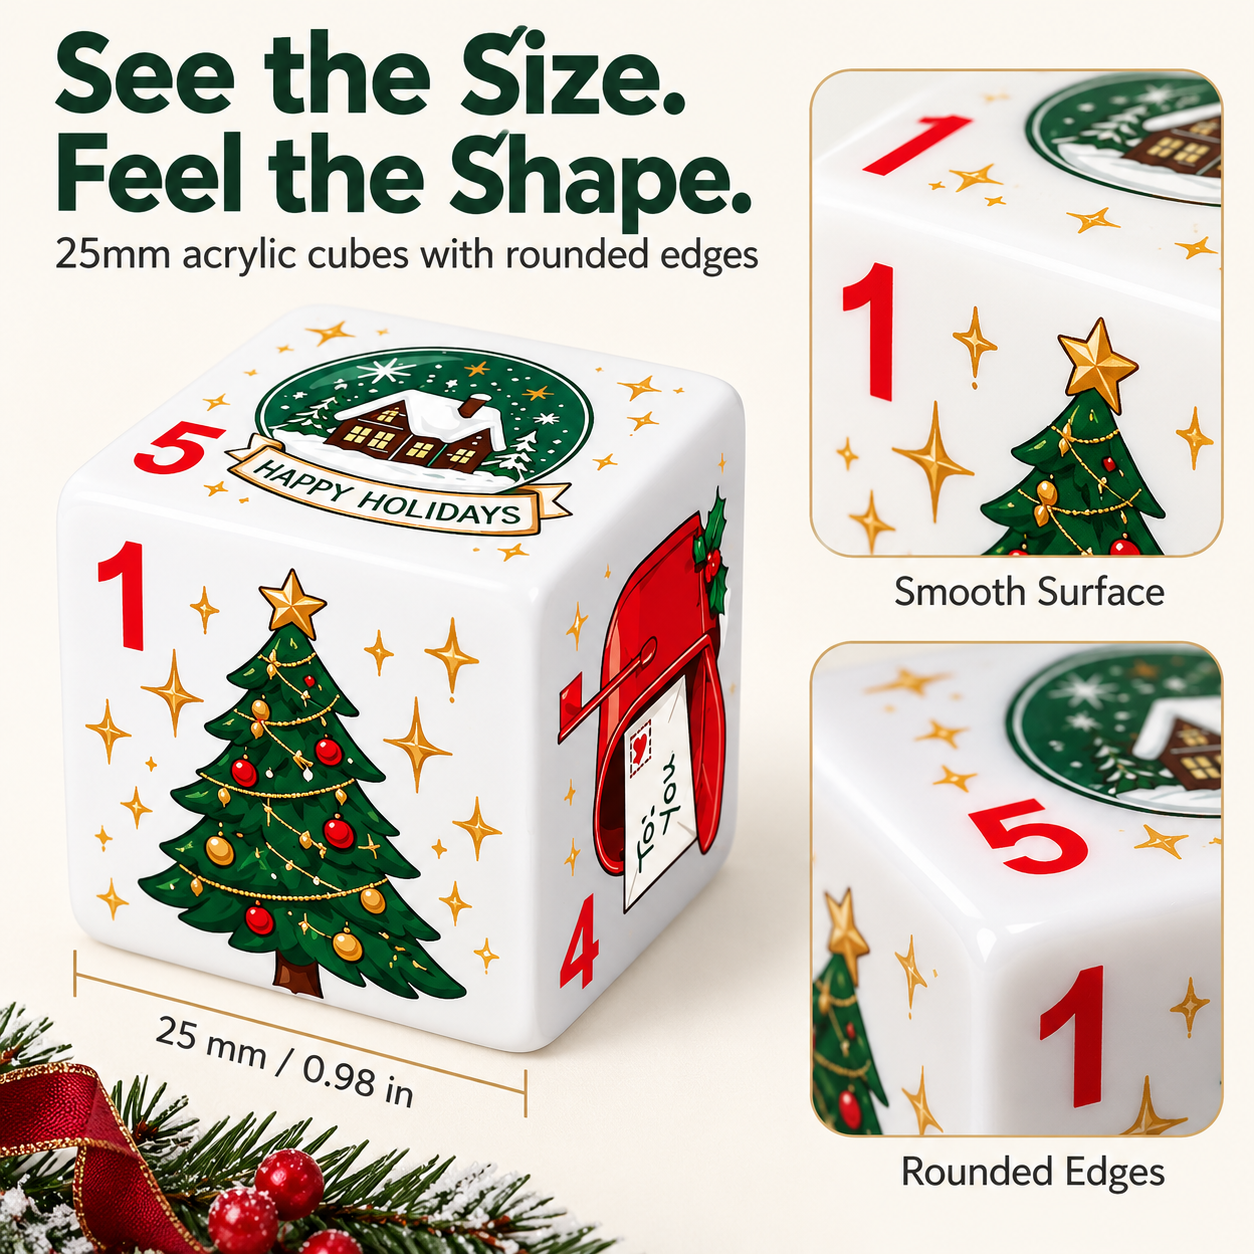 See the Size.
Feel the Shape.
25mm acrylic cubes with rounded edges
5
HAPPY HOLIDAYS
1
4
25 mm / 0.98 in
1
1
Smooth Surface
5
1
Rounded Edges